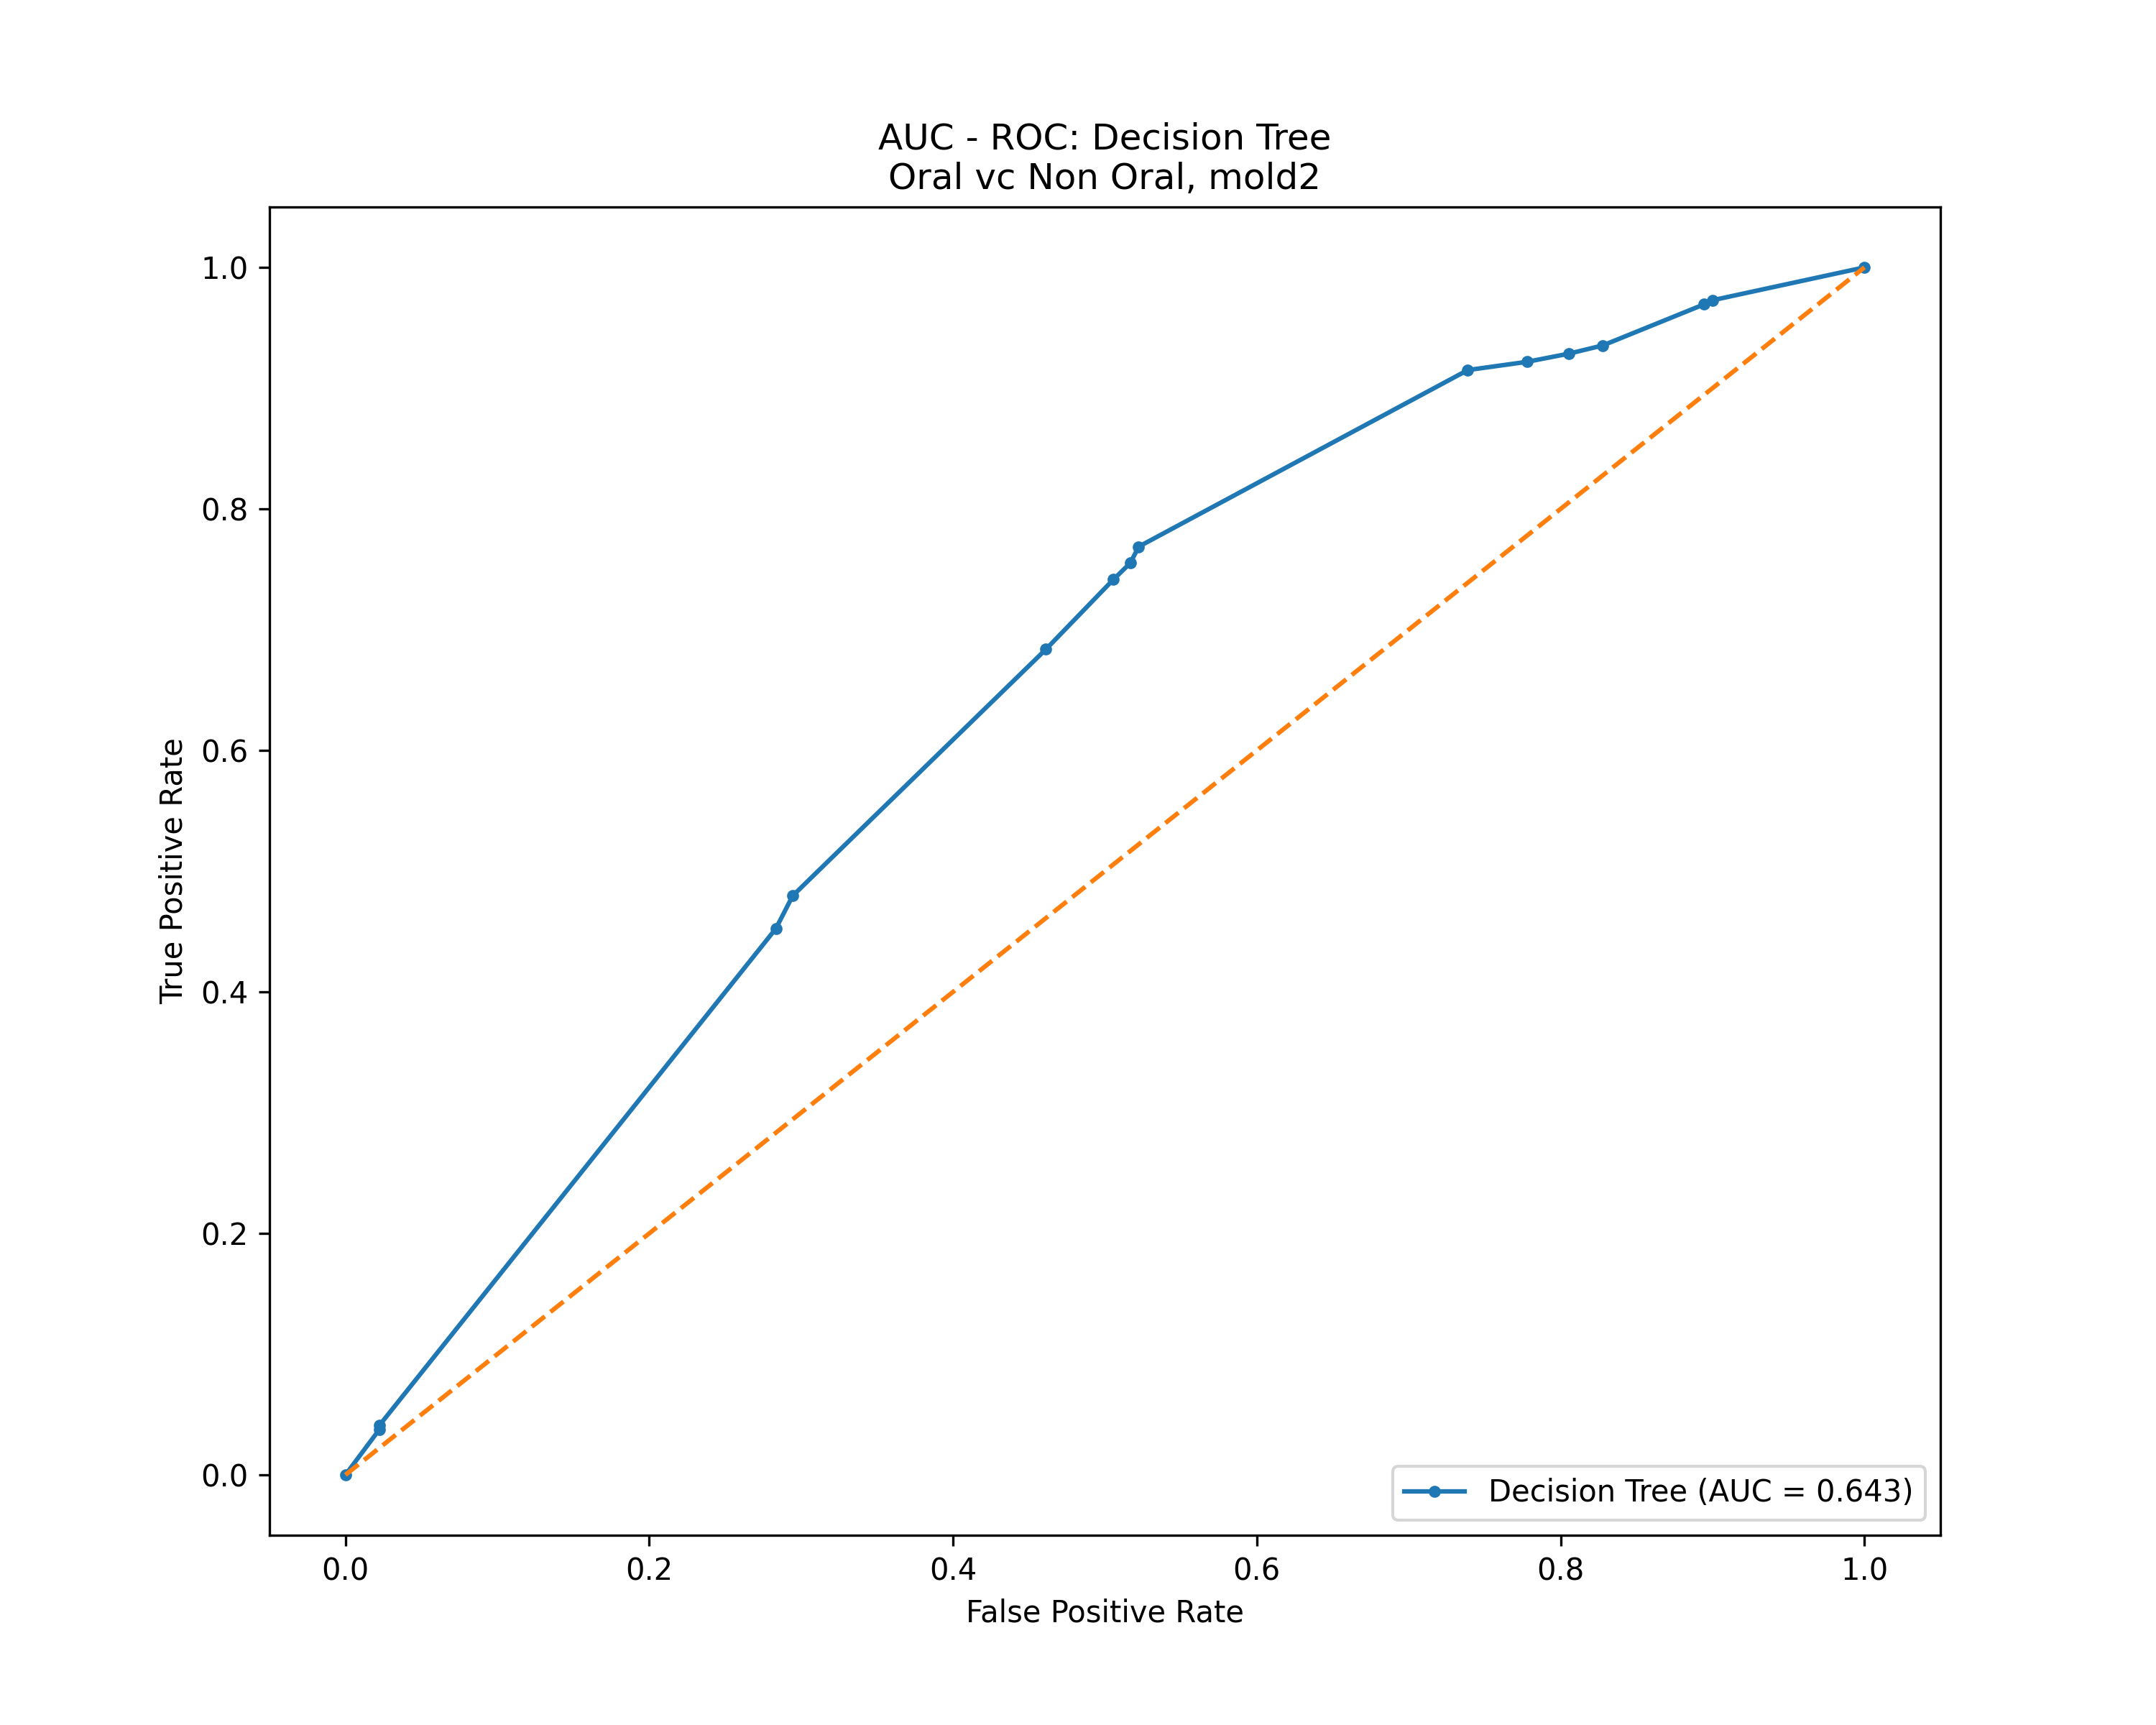 AUC - ROC: Decision Tree
Oral vc Non Oral, mold2
1.0
0.8
0.6
0.4
0.2
0.0
True Positive Rate
Decision Tree (AUC = 0.643)
0.0 0.2 0.4 0.6 0.8 1.0
False Positive Rate